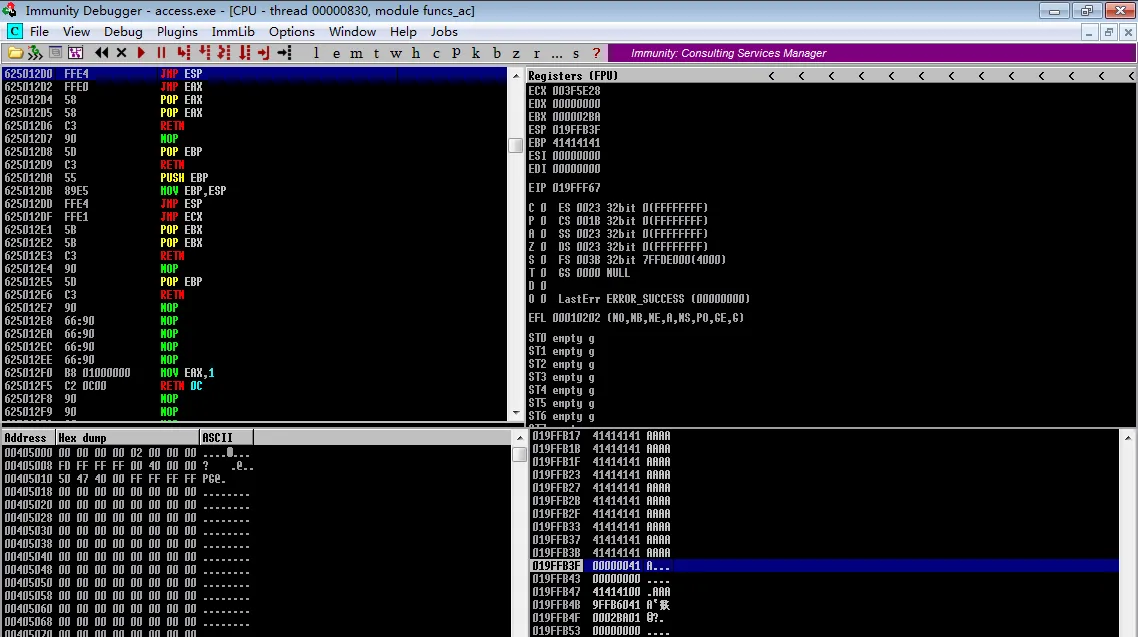 Immunity Debugger - access.exe - [CPU - thread 00000830, module funcs_ac]
C File View Debug Plugins ImmLib Options Window Help Jobs
l e m t w h c P k b z r ... s ? Immunity: Consulting Services Manager
625012D0 FFE4 JMP ESP
625012D2 FFE0 JMP EAX
625012D4 58 POP EAX
625012D5 58 POP EAX
625012D6 C3 RETN
625012D7 90 NOP
625012D8 5D POP EBP
625012D9 C3 RETN
625012DA 55 PUSH EBP
625012DB 89E5 MOV EBP,ESP
625012DD FFE4 JMP ESP
625012DF FFE1 JMP ECX
625012E1 5B POP EBX
625012E2 5B POP EBX
625012E3 C3 RETN
625012E4 90 NOP
625012E5 5D POP EBP
625012E6 C3 RETN
625012E7 90 NOP
625012E8 66:90 NOP
625012EA 66:90 NOP
625012EC 66:90 NOP
625012EE 66:90 NOP
625012F0 B8 01000000 MOV EAX,1
625012F5 C2 0C00 RETN 0C
625012F8 90 NOP
625012F9 90 NOP
Registers (FPU) < < < < < < < < < < < < <
ECX 003F5E28
EDX 00000000
EBX 000002BA
ESP 019FFB3F
EBP 41414141
ESI 00000000
EDI 00000000
EIP 019FFF67
C 0 ES 0023 32bit 0(FFFFFFFF)
P 0 CS 001B 32bit 0(FFFFFFFF)
A 0 SS 0023 32bit 0(FFFFFFFF)
Z 0 DS 0023 32bit 0(FFFFFFFF)
S 0 FS 003B 32bit 7FFDE000(4000)
T 0 GS 0000 NULL
D 0
O 0 LastErr ERROR_SUCCESS (00000000)
EFL 00010202 (NO,NB,NE,A,NS,PO,GE,G)
ST0 empty g
ST1 empty g
ST2 empty g
ST3 empty g
ST4 empty g
ST5 empty g
ST6 empty g
Address Hex dump ASCII
00405000 00 00 00 00 02 00 00 00 ........
00405008 FD FF FF FF 00 40 00 00 ? .@..
00405010 50 47 40 00 FF FF FF FF PG@.
00405018 00 00 00 00 00 00 00 00 ........
00405020 00 00 00 00 00 00 00 00 ........
00405028 00 00 00 00 00 00 00 00 ........
00405030 00 00 00 00 00 00 00 00 ........
00405038 00 00 00 00 00 00 00 00 ........
00405040 00 00 00 00 00 00 00 00 ........
00405048 00 00 00 00 00 00 00 00 ........
00405050 00 00 00 00 00 00 00 00 ........
00405058 00 00 00 00 00 00 00 00 ........
00405060 00 00 00 00 00 00 00 00 ........
00405068 00 00 00 00 00 00 00 00 ........
019FFB17 41414141 AAAA
019FFB1B 41414141 AAAA
019FFB1F 41414141 AAAA
019FFB23 41414141 AAAA
019FFB27 41414141 AAAA
019FFB2B 41414141 AAAA
019FFB2F 41414141 AAAA
019FFB33 41414141 AAAA
019FFB37 41414141 AAAA
019FFB3B 41414141 AAAA
019FFB3F 00000041 A...
019FFB43 00000000 ....
019FFB47 41414100 .AAA
019FFB4B 9FFB6041
019FFB4F 0002BA01
019FFB53 00000000 ....